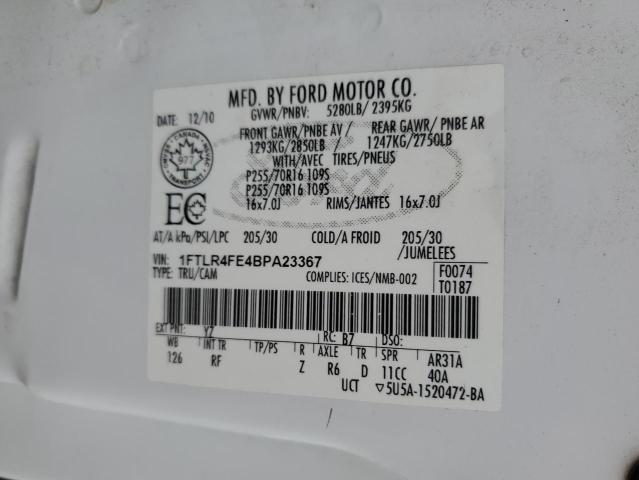 MFD. BY FORD MOTOR CO.
DATE: 12/10
GVWR/PNBV: 5280LB/ 2395KG
FRONT GAWR/PNBE AV / REAR GAWR/ PNBE AR
1293KG/2850LB 1247KG/2750LB
WITH/AVEC TIRES/PNEUS
P255/70R16 109S
P255/70R16 109S
16x7.0J RIMS/JANTES 16x7.0J
CANADA
977
TRANSPORT
EC
AT/A kPa/PSI/LPC 205/30 COLD/A FROID 205/30
/JUMELEES
VIN: 1FTLR4FE4BPA23367
TYPE: TRU/CAM COMPLIES: ICES/NMB-002
F0074
T0187
EXT PNT: YZ RC: B7 DSO:
WB INT TR TP/PS R AXLE TR SPR AR31A
126 RF Z R6 D 11CC 40A
UCT ▽5U5A-1520472-BA